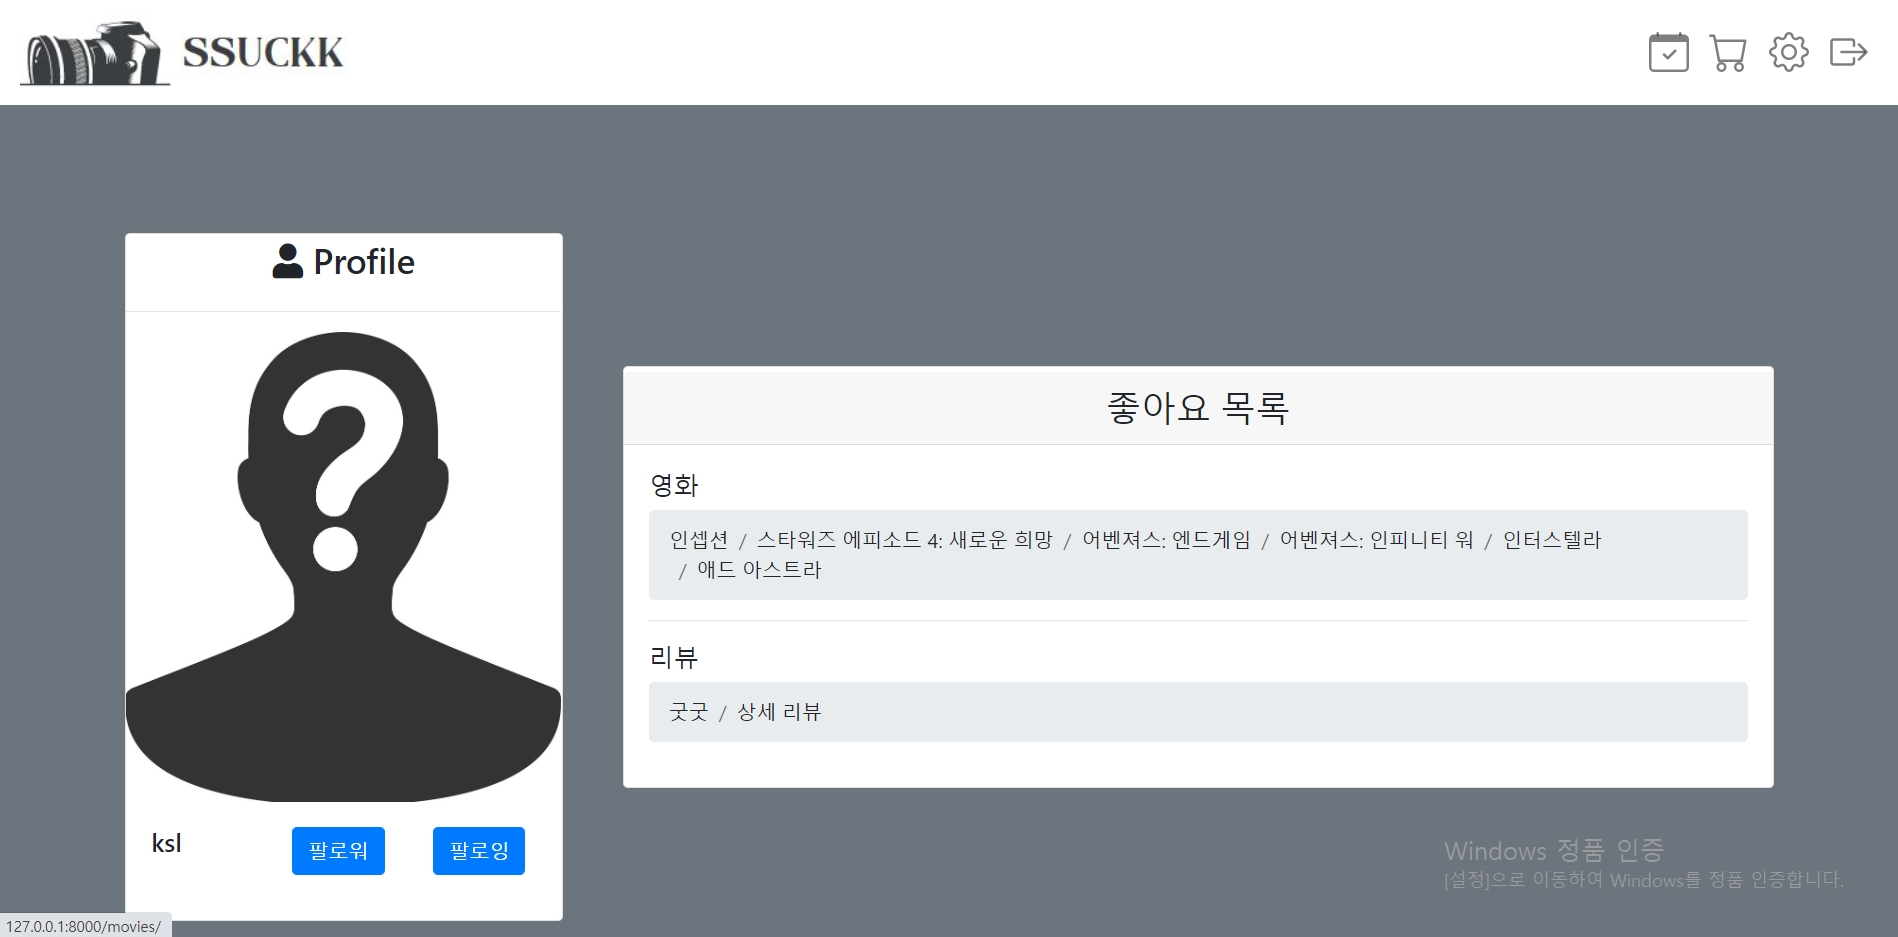 SSUCKK
Profile
좋아요 목록
영화
인셉션 / 스타워즈 에피소드 4: 새로운 희망 / 어벤져스: 엔드게임 / 어벤져스: 인피니티 워 / 인터스텔라
/ 애드 아스트라
리뷰
굿굿 / 상세 리뷰
ksl
팔로워
팔로잉
Windows 정품 인증
[설정]으로 이동하여 Windows를 정품 인증합니다.
127.0.0.1:8000/movies/